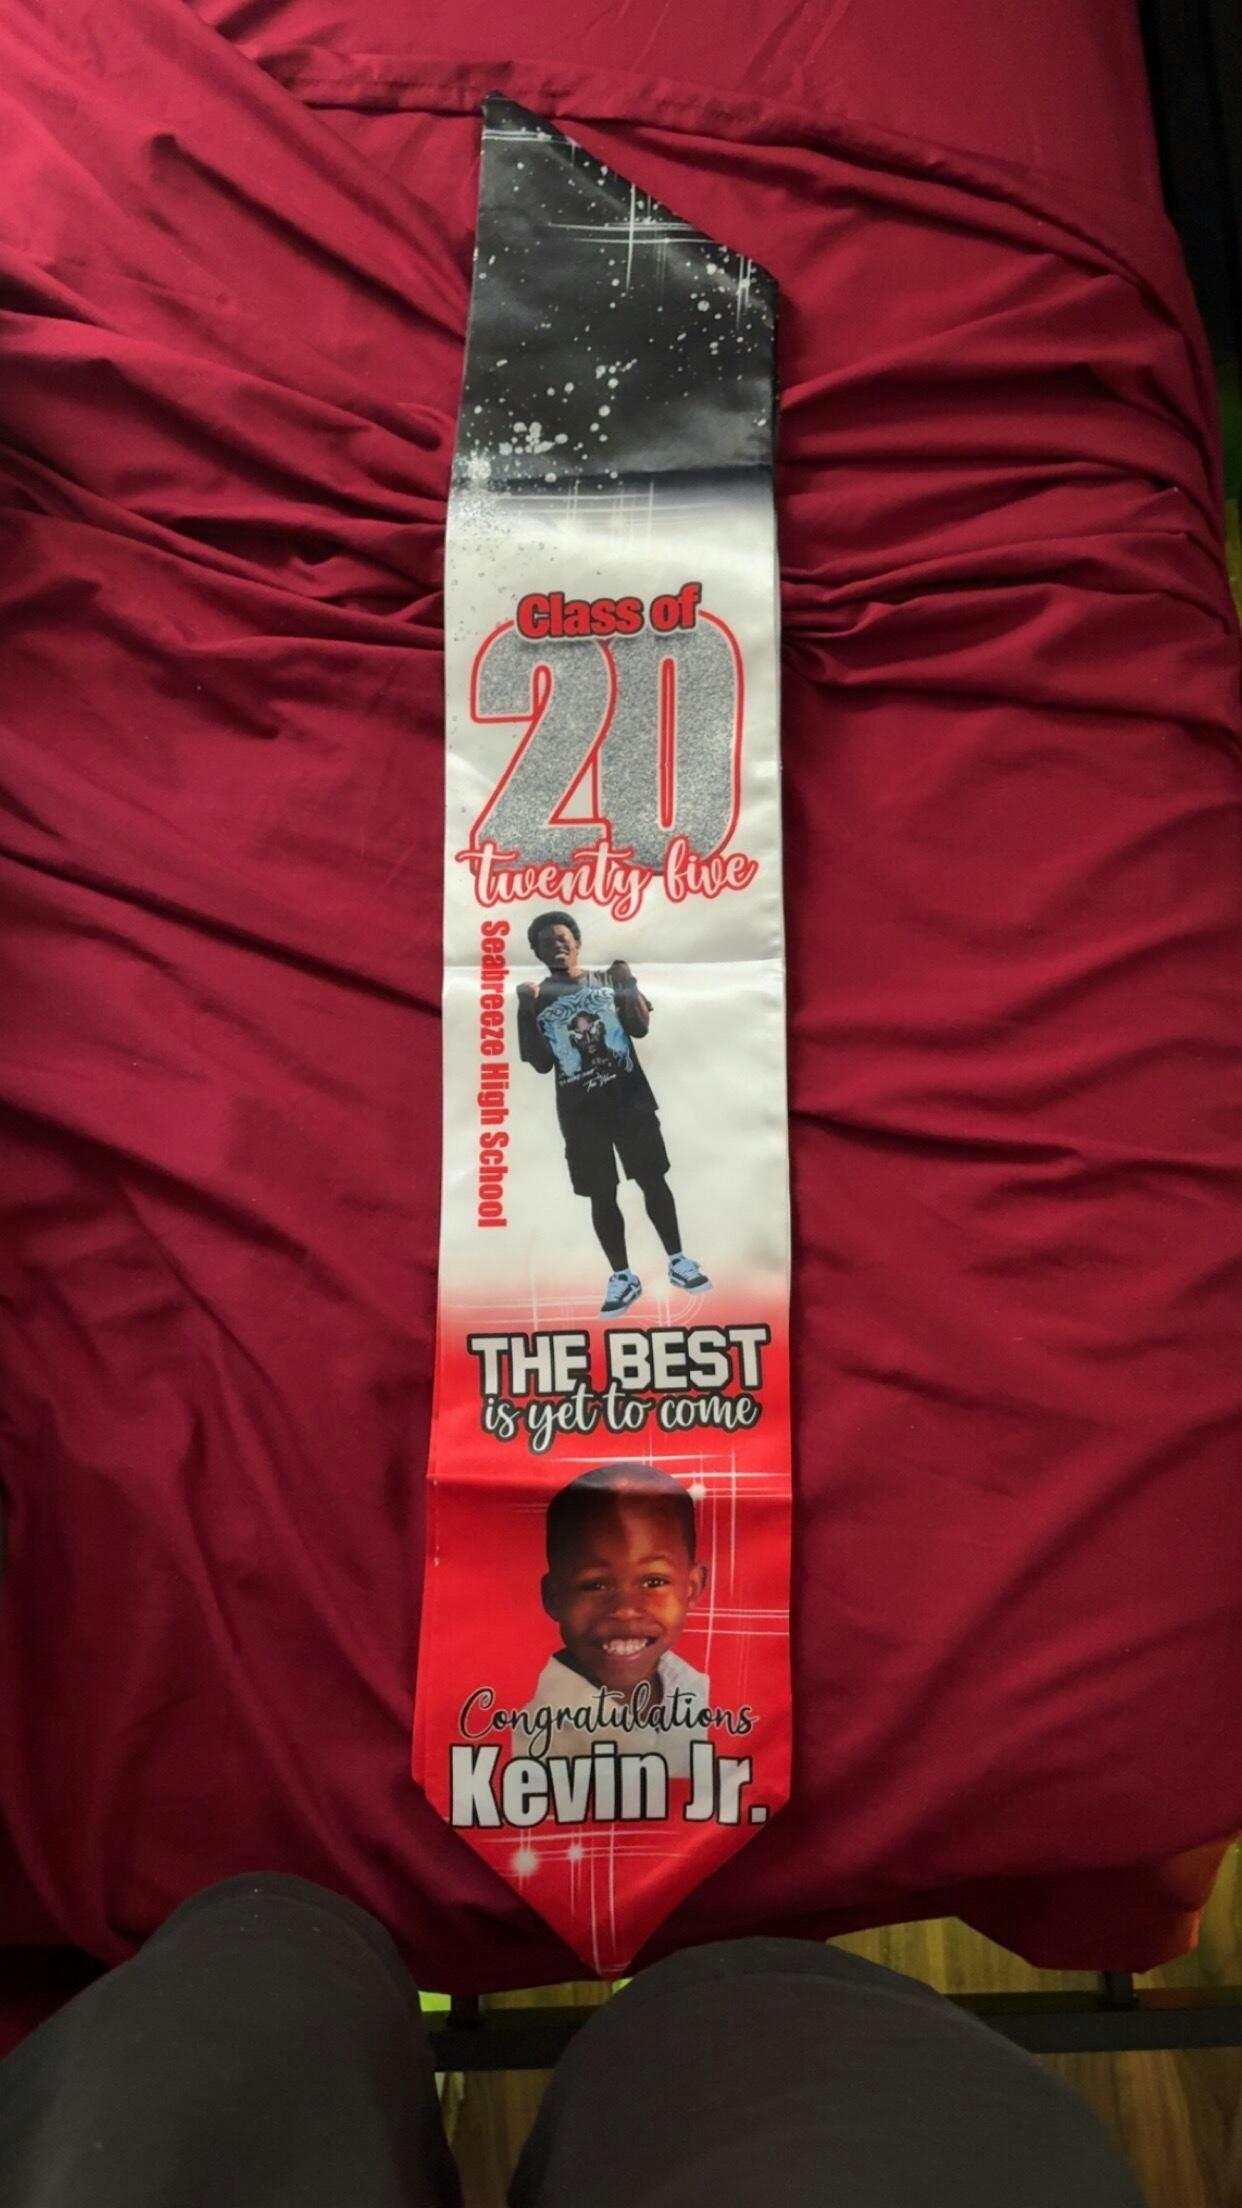 Class of
20
twenty five
Seabreeze High School
THE BEST
is yet to come
Congratulations
Kevin Jr.